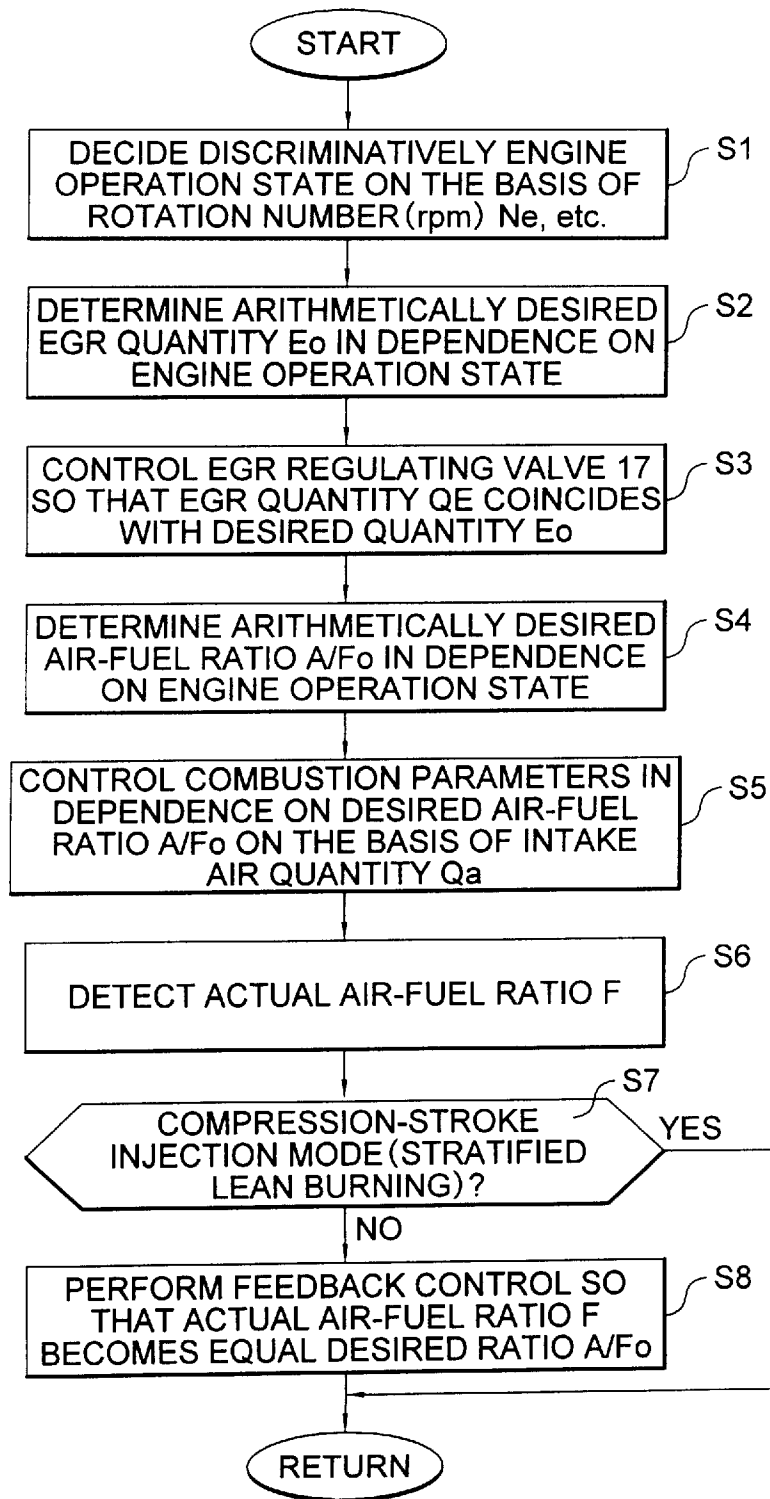 START
DECIDE DISCRIMINATIVELY ENGINE
OPERATION STATE ON THE BASIS OF
ROTATION NUMBER(rpm) Ne, etc.
S1
DETERMINE ARITHMETICALLY DESIRED
EGR QUANTITY Eo IN DEPENDENCE ON
ENGINE OPERATION STATE
S2
CONTROL EGR REGULATING VALVE 17
SO THAT EGR QUANTITY QE COINCIDES
WITH DESIRED QUANTITY Eo
S3
DETERMINE ARITHMETICALLY DESIRED
AIR-FUEL RATIO A/Fo IN DEPENDENCE
ON ENGINE OPERATION STATE
S4
CONTROL COMBUSTION PARAMETERS IN
DEPENDENCE ON DESIRED AIR-FUEL
RATIO A/Fo ON THE BASIS OF INTAKE
AIR QUANTITY Qa
S5
DETECT ACTUAL AIR-FUEL RATIO F
S6
COMPRESSION-STROKE
INJECTION MODE(STRATIFIED
LEAN BURNING)?
S7
YES
NO
PERFORM FEEDBACK CONTROL SO
THAT ACTUAL AIR-FUEL RATIO F
BECOMES EQUAL DESIRED RATIO A/Fo
S8
RETURN